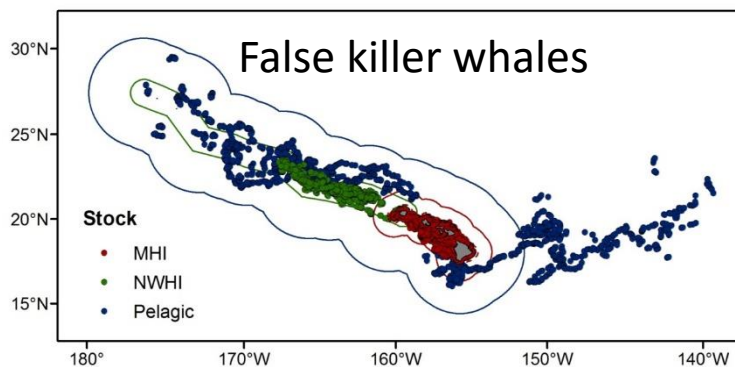 False killer whales
30°N
25°N
20°N
15°N
Stock
MHI
NWHI
Pelagic
180° 170°W 160°W 150°W 140°W